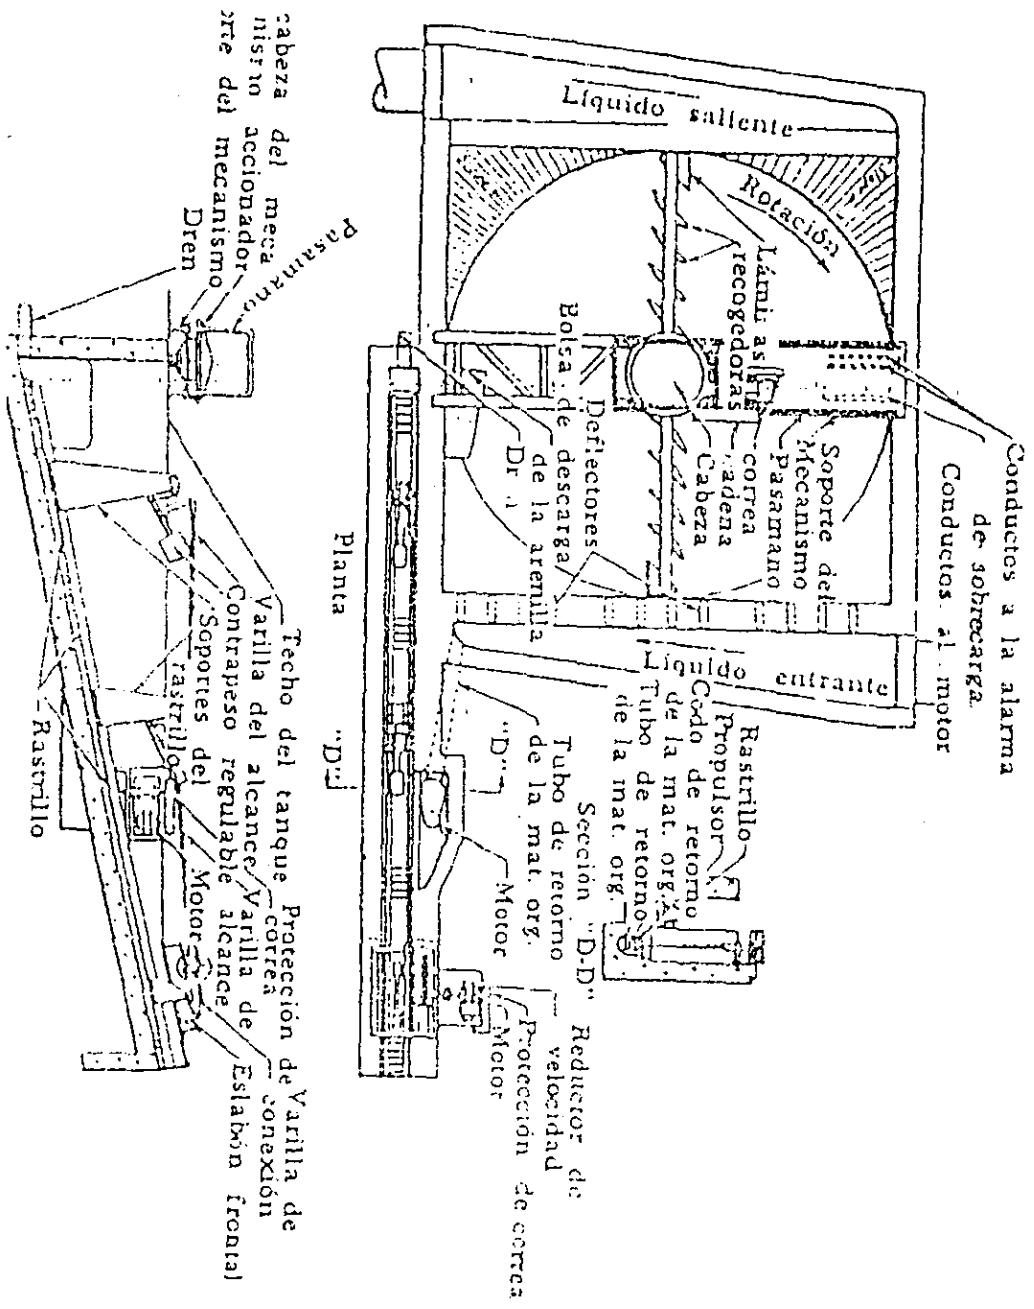 Conductos a la alarma
de sobrecarga
Conductos al motor
Líquido saliente
Rotación
Láminas
recogedoras
Soporte del
Mecanismo
Pasamano
correa
cadena
Cabeza
Deflectores
Bolsa de descarga
de la arenilla
Líquido entrante
Rastrillo
Propulsor
Codo de retorno
de la mat. org.
Tubo de retorno
de la mat. org.
Sección "D-D"
Tubo de retorno
de la mat. org.
"D"
Motor
Reductor de
velocidad
Protección de correa
Motor
Planta
"D"
Pasamano
cabeza del meca
nismo accionador
del mecanismo
Dren
Techo del tanque
Varilla del alcance
Contrapeso regulable
Soportes del
rastrillo
Rastrillo
Protección de
correa
Varilla de
alcance
Motor
Varilla de
conexión
Eslabón frontal